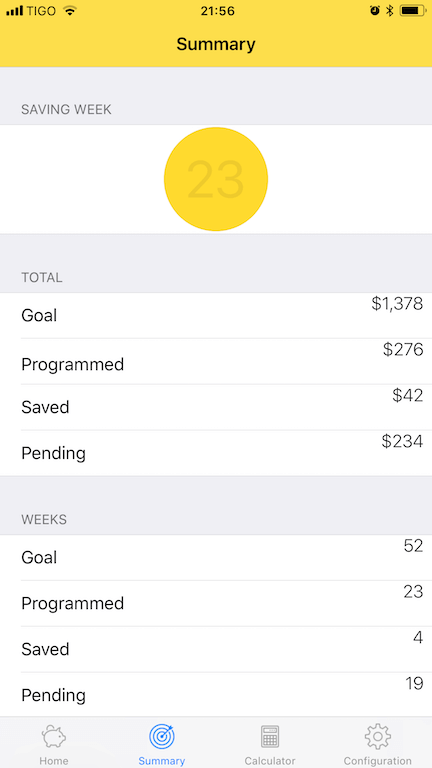 TIGO 21:56
Summary
SAVING WEEK
23
TOTAL
Goal $1,378
Programmed $276
Saved $42
Pending $234
WEEKS
Goal 52
Programmed 23
Saved 4
Pending 19
Home Summary Calculator Configuration